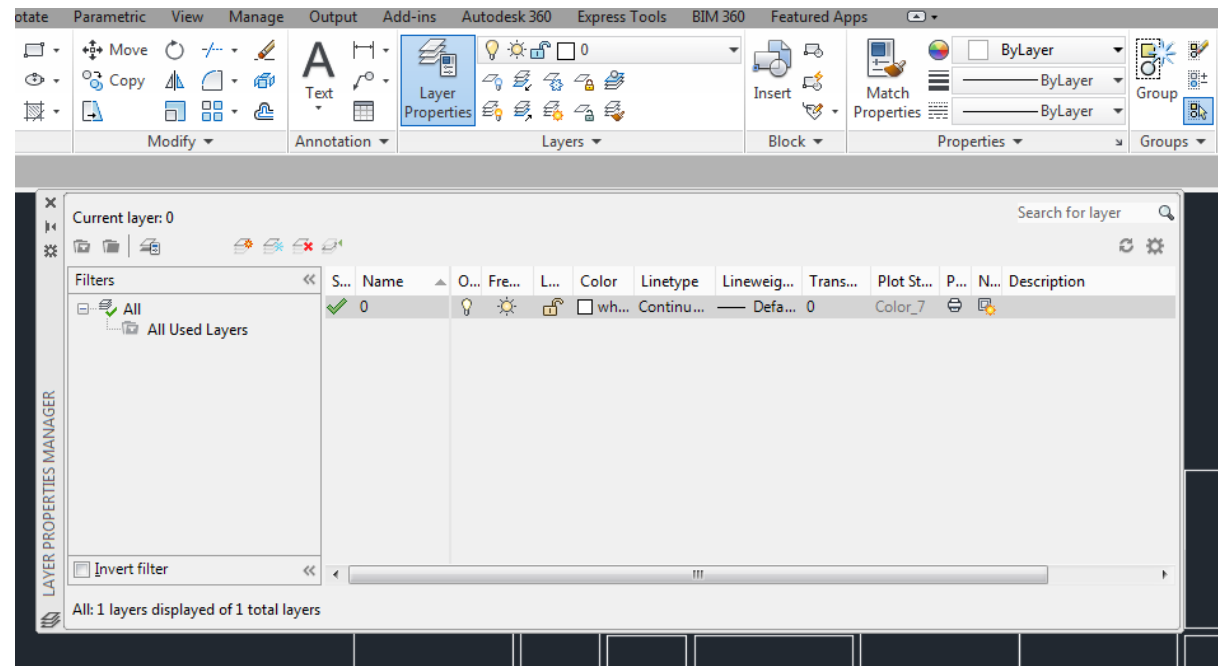 otate Parametric View Manage Output Add-ins Autodesk 360 Express Tools BIM 360 Featured Apps
Move
Copy
Text
Layer Properties
0
Insert
Match Properties
ByLayer
ByLayer
ByLayer
Group
Modify Annotation Layers Block Properties Groups
Current layer: 0
Search for layer
Filters
All
All Used Layers
S... Name O... Fre... L... Color Linetype Lineweig... Trans... Plot St... P... N... Description
0 wh... Continu... Defa... 0 Color_7
LAYER PROPERTIES MANAGER
Invert filter
All: 1 layers displayed of 1 total layers